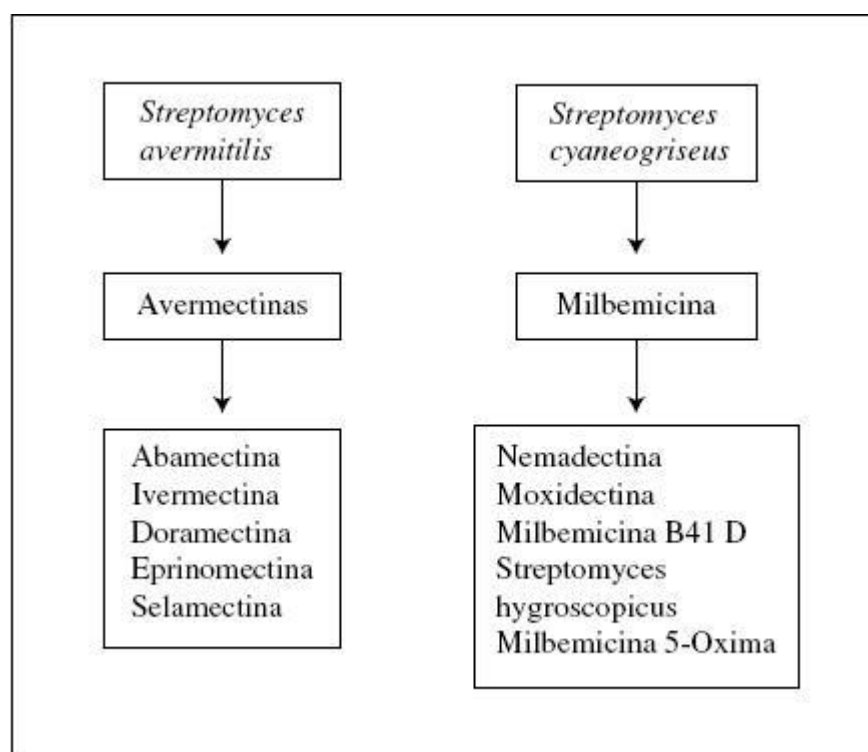 Streptomyces
avermitilis
Avermectinas
Abamectina
Ivermectina
Doramectina
Eprinomectina
Selamectina
Streptomyces
cyaneogriseus
Milbemicina
Nemadectina
Moxidectina
Milbemicina B41 D
Streptomyces
hygroscopicus
Milbemicina 5-Oxima